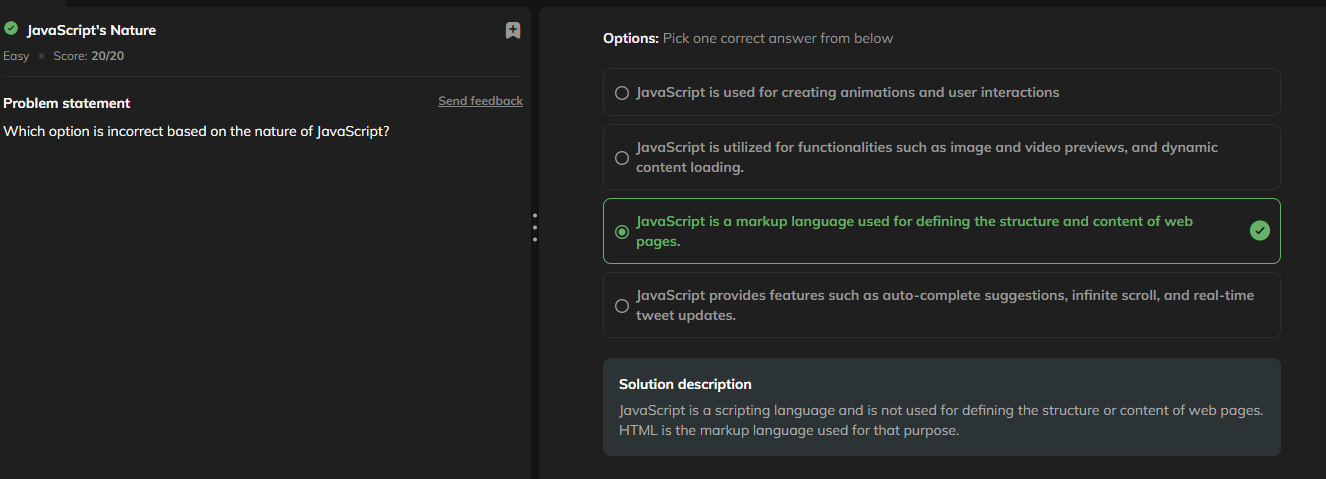 JavaScript's Nature
Easy • Score: 20/20
Problem statement
Send feedback
Which option is incorrect based on the nature of JavaScript?
Options: Pick one correct answer from below
JavaScript is used for creating animations and user interactions
JavaScript is utilized for functionalities such as image and video previews, and dynamic
content loading.
JavaScript is a markup language used for defining the structure and content of web
pages.
JavaScript provides features such as auto-complete suggestions, infinite scroll, and real-time
tweet updates.
Solution description
JavaScript is a scripting language and is not used for defining the structure or content of web pages.
HTML is the markup language used for that purpose.